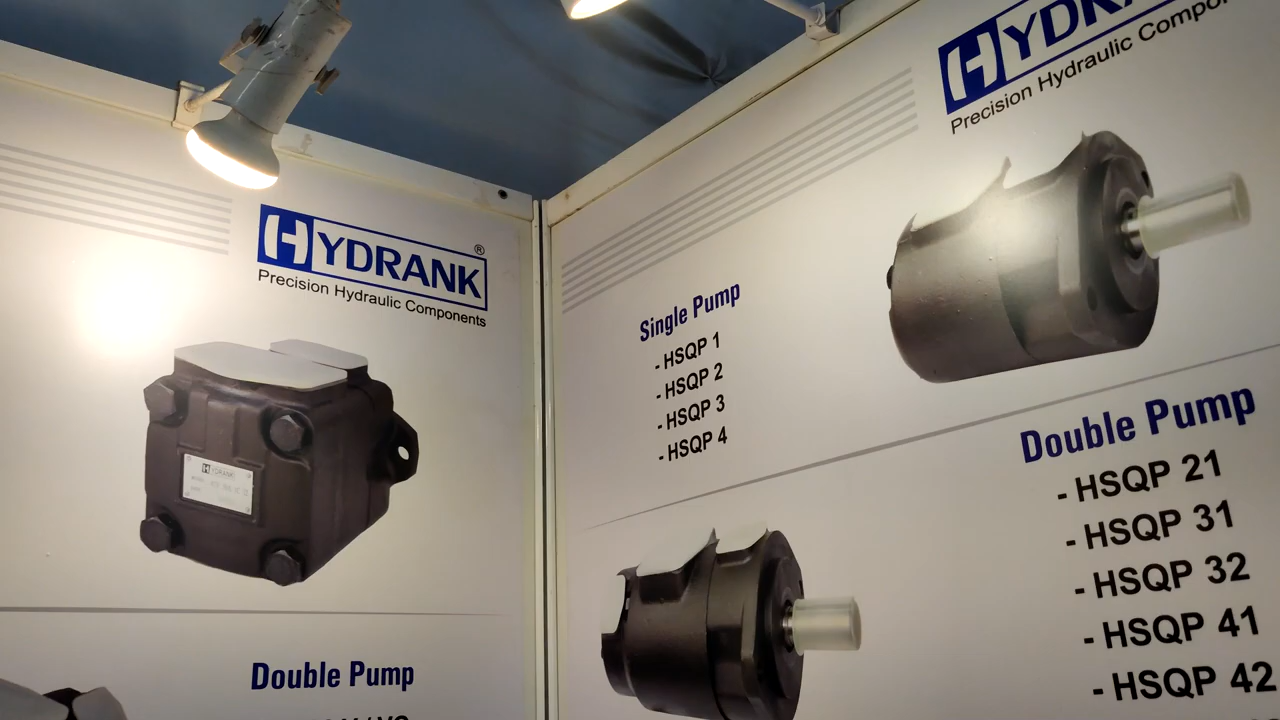 HYDRANK®
Precision Hydraulic Components
HYDRANK
Double Pump
HYDRA
Precision Hydraulic Compo
Single Pump
- HSQP 1
- HSQP 2
- HSQP 3
- HSQP 4
Double Pump
- HSQP 21
- HSQP 31
- HSQP 32
- HSQP 41
- HSQP 42